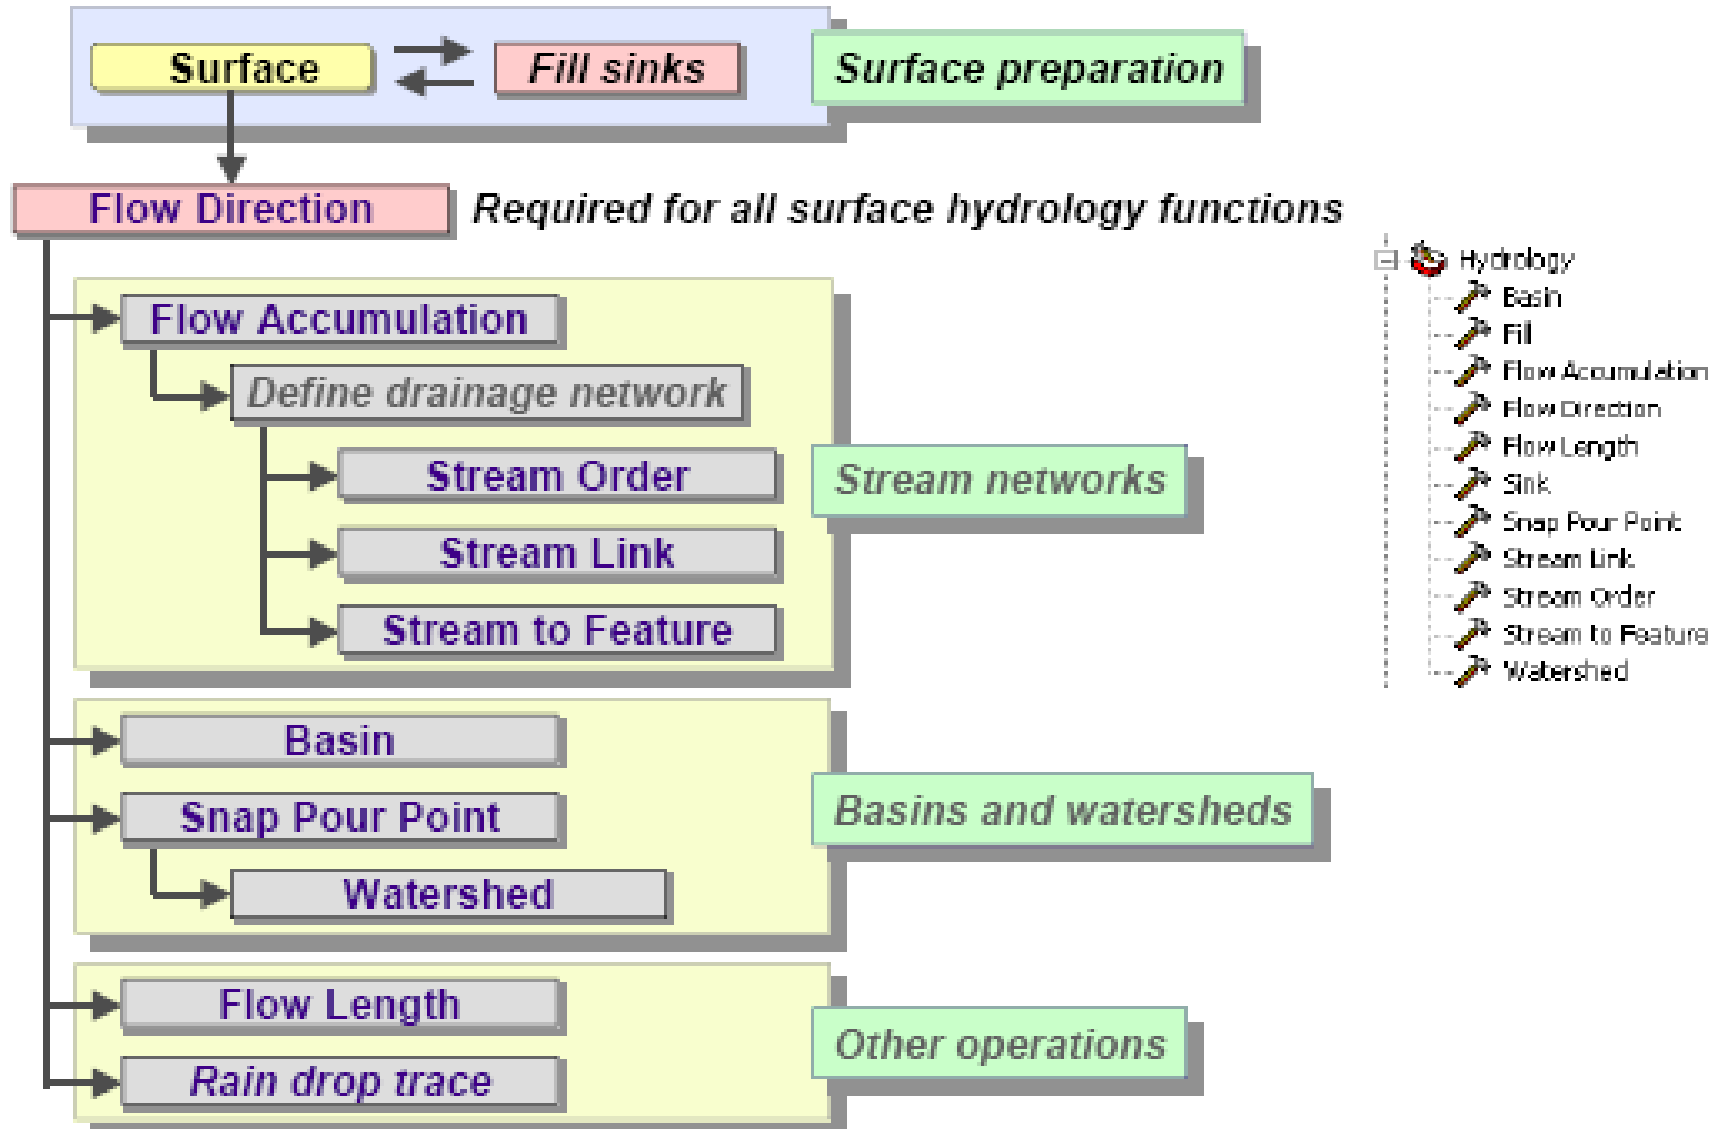 Surface
Fill sinks
Surface preparation
Flow Direction
Required for all surface hydrology functions
Flow Accumulation
Define drainage network
Stream Order
Stream Link
Stream to Feature
Stream networks
Basin
Snap Pour Point
Watershed
Basins and watersheds
Flow Length
Rain drop trace
Other operations
Hydrology
Basin
Fill
Flow Accumulation
Flow Direction
Flow Length
Sink
Snap Pour Point
Stream Link
Stream Order
Stream to Feature
Watershed